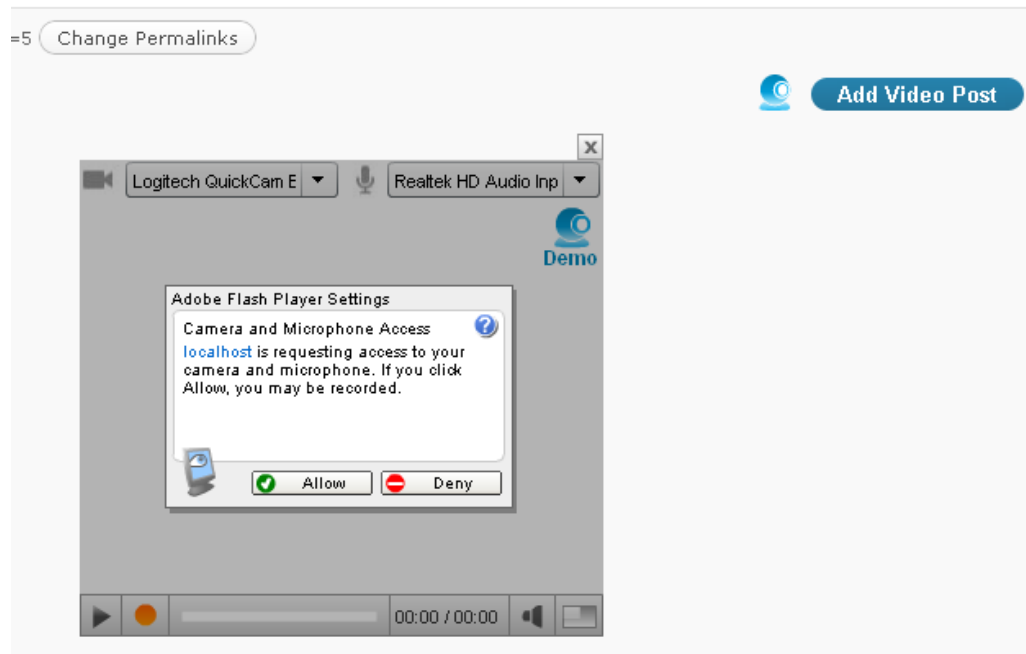 =5 Change Permalinks
Add Video Post
x
Logitech QuickCam E
Realtek HD Audio Inp
Demo
Adobe Flash Player Settings
Camera and Microphone Access
?
localhost is requesting access to your
camera and microphone. If you click
Allow, you may be recorded.
Allow
Deny
00:00 / 00:00